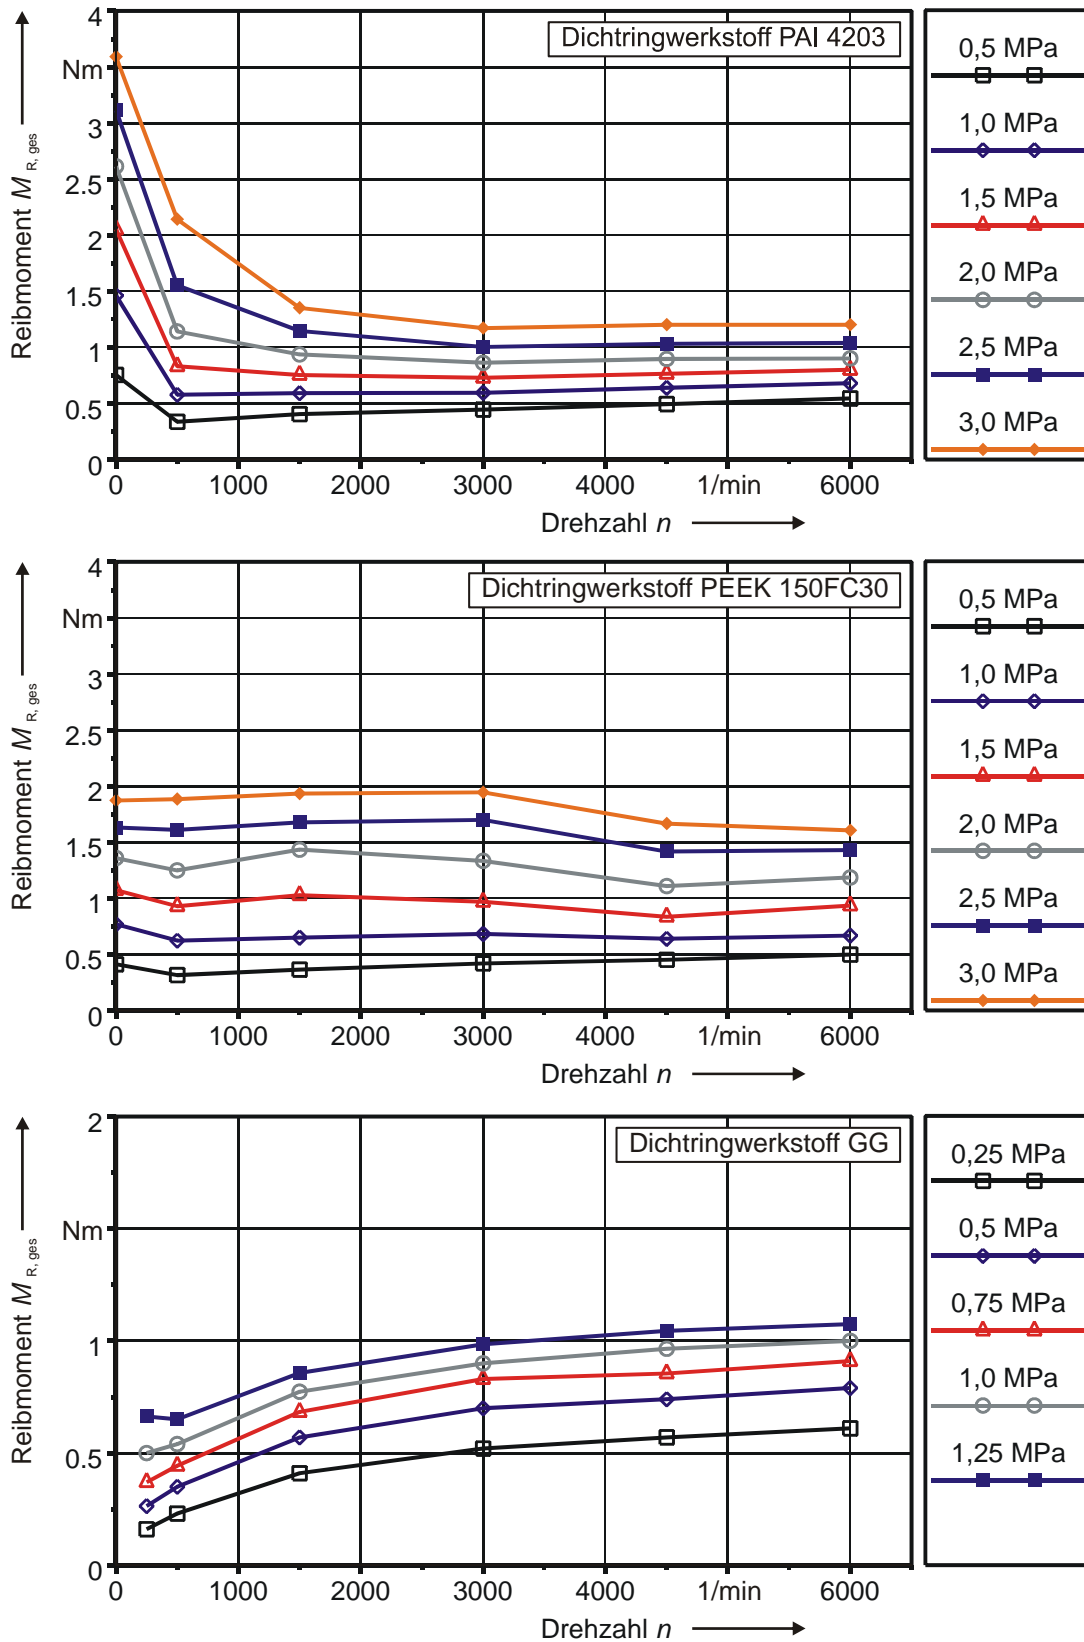 Dichtringwerkstoff PAI 4203
Reibmoment M R, ges
4
Nm
3
2.5
2
1.5
1
0.5
0
0 1000 2000 3000 4000 1/min 6000
Drehzahl n
0,5 MPa
1,0 MPa
1,5 MPa
2,0 MPa
2,5 MPa
3,0 MPa
Dichtringwerkstoff PEEK 150FC30
Reibmoment M R, ges
4
Nm
3
2.5
2
1.5
1
0.5
0
0 1000 2000 3000 4000 1/min 6000
Drehzahl n
0,5 MPa
1,0 MPa
1,5 MPa
2,0 MPa
2,5 MPa
3,0 MPa
Dichtringwerkstoff GG
Reibmoment M R, ges
2
Nm
1
0.5
0
0 1000 2000 3000 4000 1/min 6000
Drehzahl n
0,25 MPa
0,5 MPa
0,75 MPa
1,0 MPa
1,25 MPa